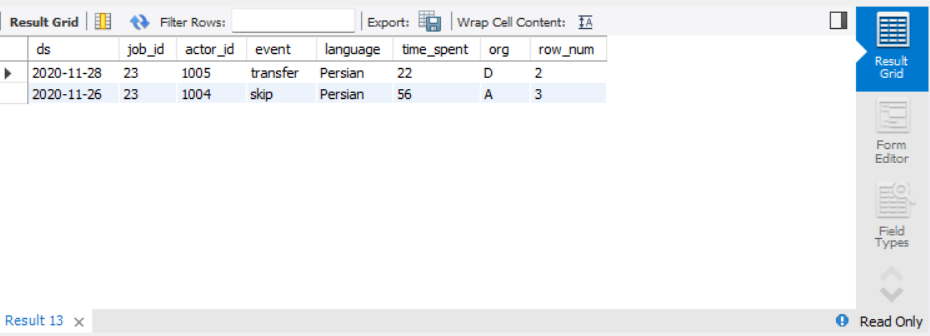 Result Grid Filter Rows: Export: Wrap Cell Content: IA
ds job_id actor_id event language time_spent org row_num
2020-11-28 23 1005 transfer Persian 22 D 2
2020-11-26 23 1004 skip Persian 56 A 3
Result
Grid
Form
Editor
Field
Types
Result 13 x Read Only